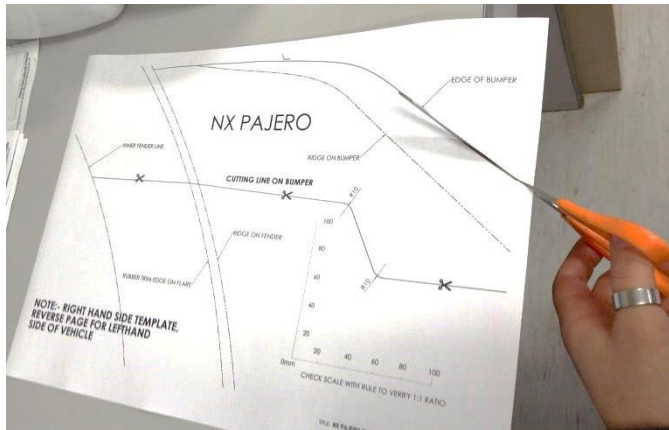 EDGE OF BUMPER
NX PAJERO
INNER FENDER LINE
RIDGE ON BUMPER
CUTTING LINE ON BUMPER
R10
100
RIDGE ON FENDER
80
RUBBER TRIM EDGE ON FLARE
60
R10
40
NOTE:- RIGHT HAND SIDE TEMPLATE,
REVERSE PAGE FOR LEFTHAND
SIDE OF VEHICLE
20
0mm
20
40
60
80
100
CHECK SCALE WITH RULE TO VERIFY 1:1 RATIO
TITLE: NX PAJERO